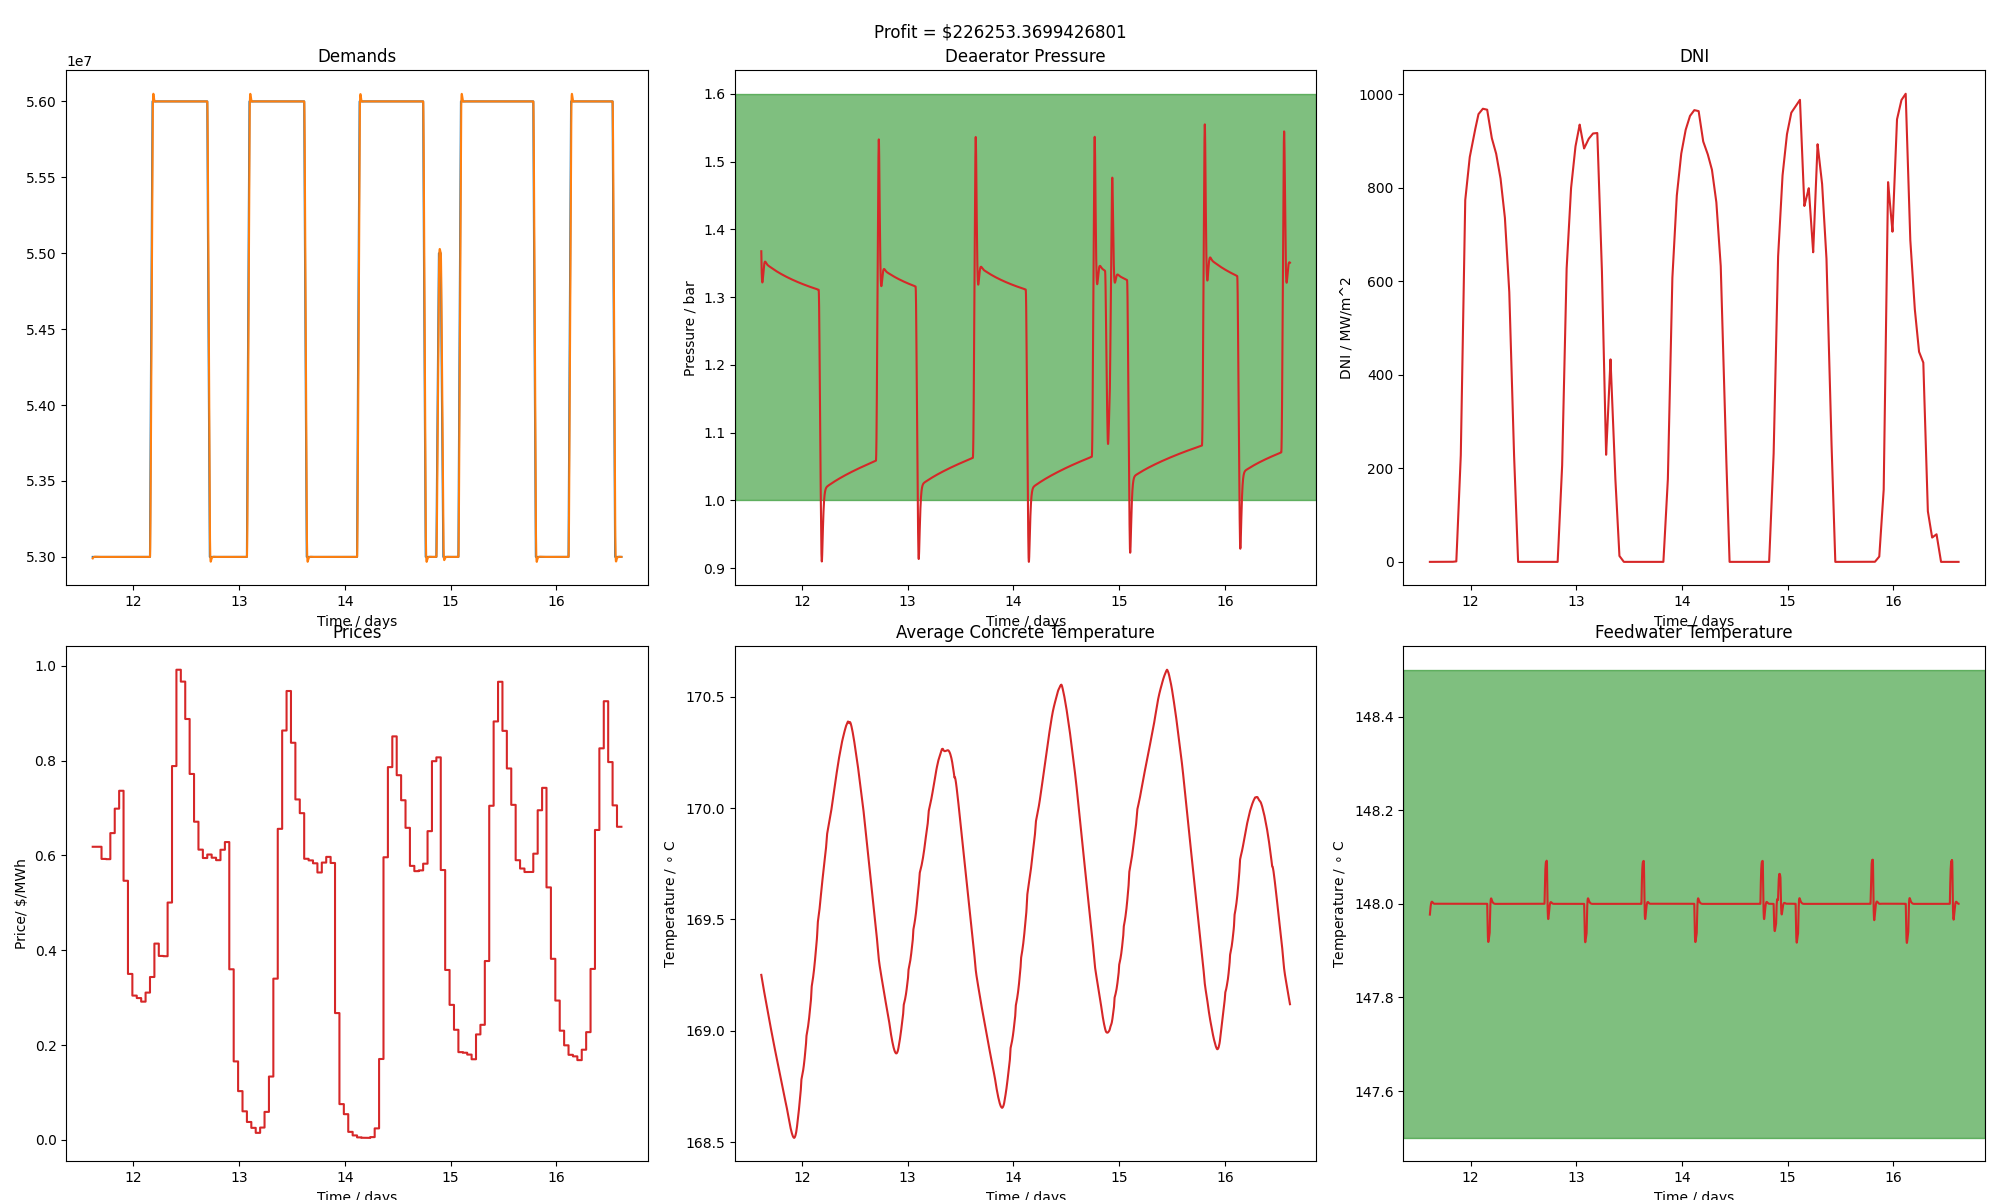 Profit = $226253.3699426801
Demands
1e7
5.60
5.55
5.50
5.45
5.40
5.35
5.30
12 13 14 15 16
Time / days
Deaerator Pressure
Pressure / bar
1.6
1.5
1.4
1.3
1.2
1.1
1.0
0.9
12 13 14 15 16
Time / days
DNI
DNI / MW/m^2
1000
800
600
400
200
0
12 13 14 15 16
Time / days
Prices
Price/ $/MWh
1.0
0.8
0.6
0.4
0.2
0.0
12 13 14 15 16
Time / days
Average Concrete Temperature
Temperature / ∘ C
170.5
170.0
169.5
169.0
168.5
12 13 14 15 16
Time / days
Feedwater Temperature
Temperature / ∘ C
148.4
148.2
148.0
147.8
147.6
12 13 14 15 16
Time / days